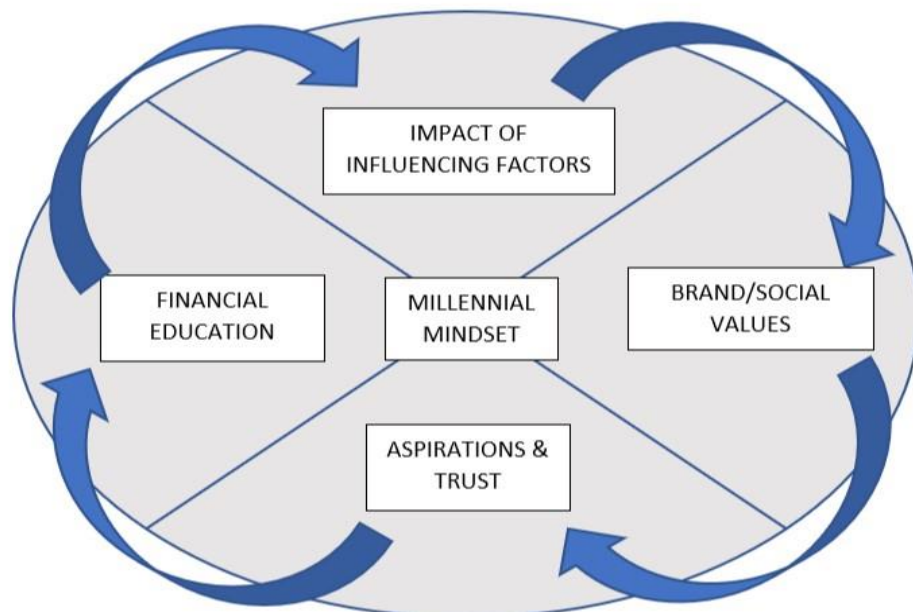 IMPACT OF
INFLUENCING FACTORS
FINANCIAL
EDUCATION
MILLENNIAL
MINDSET
BRAND/SOCIAL
VALUES
ASPIRATIONS &
TRUST